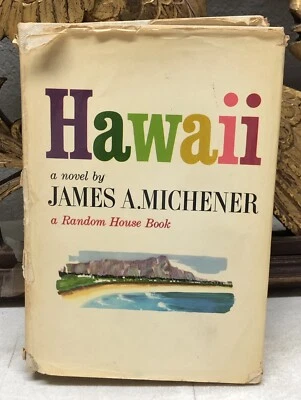 Hawaii
a novel by
JAMES A.MICHENER
a Random House Book